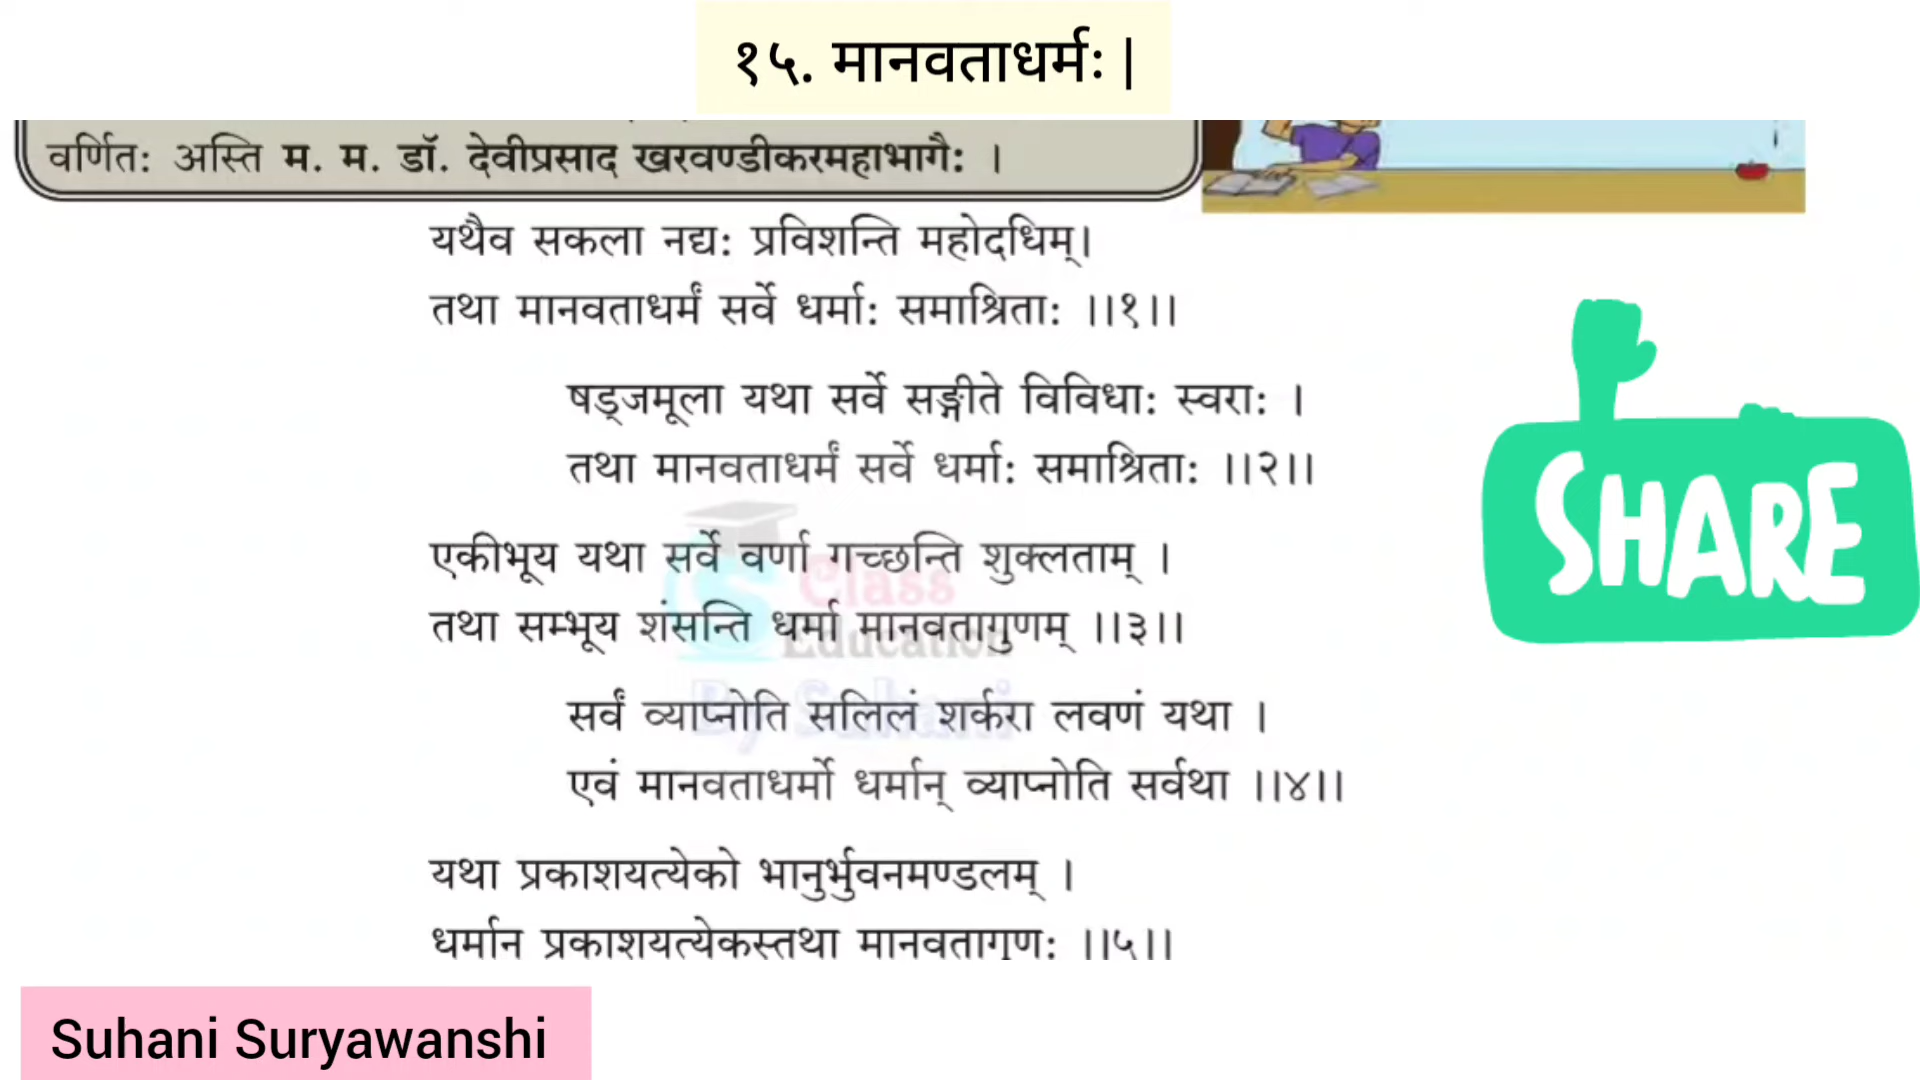 १५. मानवताधर्मः |
वर्णितः अस्ति म. म. डॉ. देवीप्रसाद खरवण्डीकरमहाभागैः ।
यथैव सकला नद्यः प्रविशन्ति महोदधिम्।
तथा मानवताधर्मं सर्वे धर्माः समाश्रिताः ।।१।।
षड्जमूला यथा सर्वे सङ्गीते विविधाः स्वराः ।
तथा मानवताधर्मं सर्वे धर्माः समाश्रिताः ।।२।।
एकीभूय यथा सर्वे वर्णा गच्छन्ति शुक्लताम् ।
तथा सम्भूय शंसन्ति धर्मा मानवतागुणम् ।।३।।
सर्वं व्याप्नोति सलिलं शर्करा लवणं यथा ।
एवं मानवताधर्मो धर्मान् व्याप्नोति सर्वथा ।।४।।
यथा प्रकाशयत्येको भानुर्भुवनमण्डलम् ।
धर्मान प्रकाशयत्येकस्तथा मानवतागुणः ।।५।।
SHARE
Class
Education
By Suhani
Suhani Suryawanshi